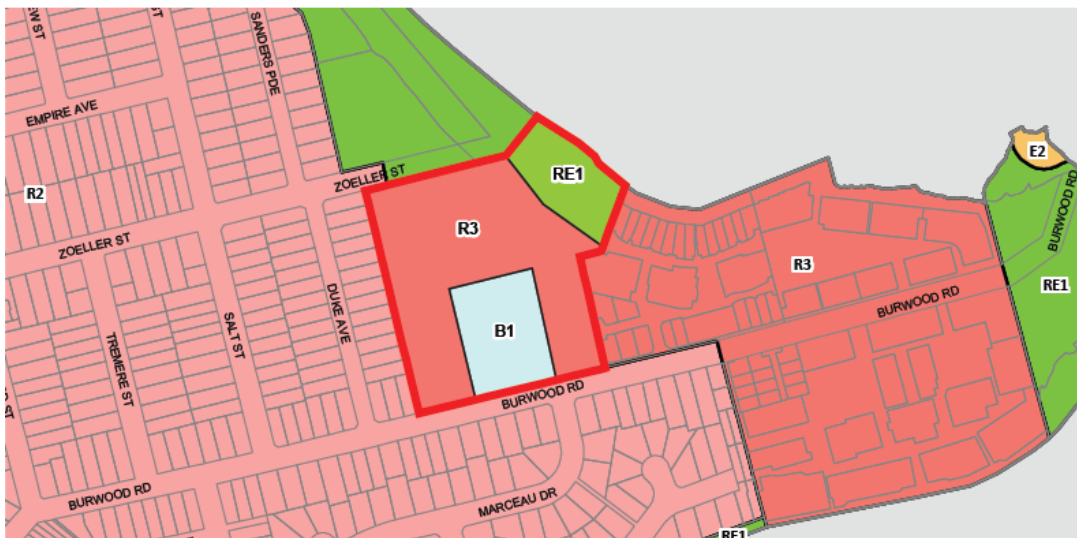 SANDERS PDE
EMPIRE AVE
R2
ZOELLER ST
RE1
E2
BURWOOD RD
R3
R3
RE1
ZOELLER ST
DUKE AVE
SALT ST
TREMERE ST
B1
BURWOOD RD
BURWOOD RD
BURWOOD RD
MARCEAU DR
RE1